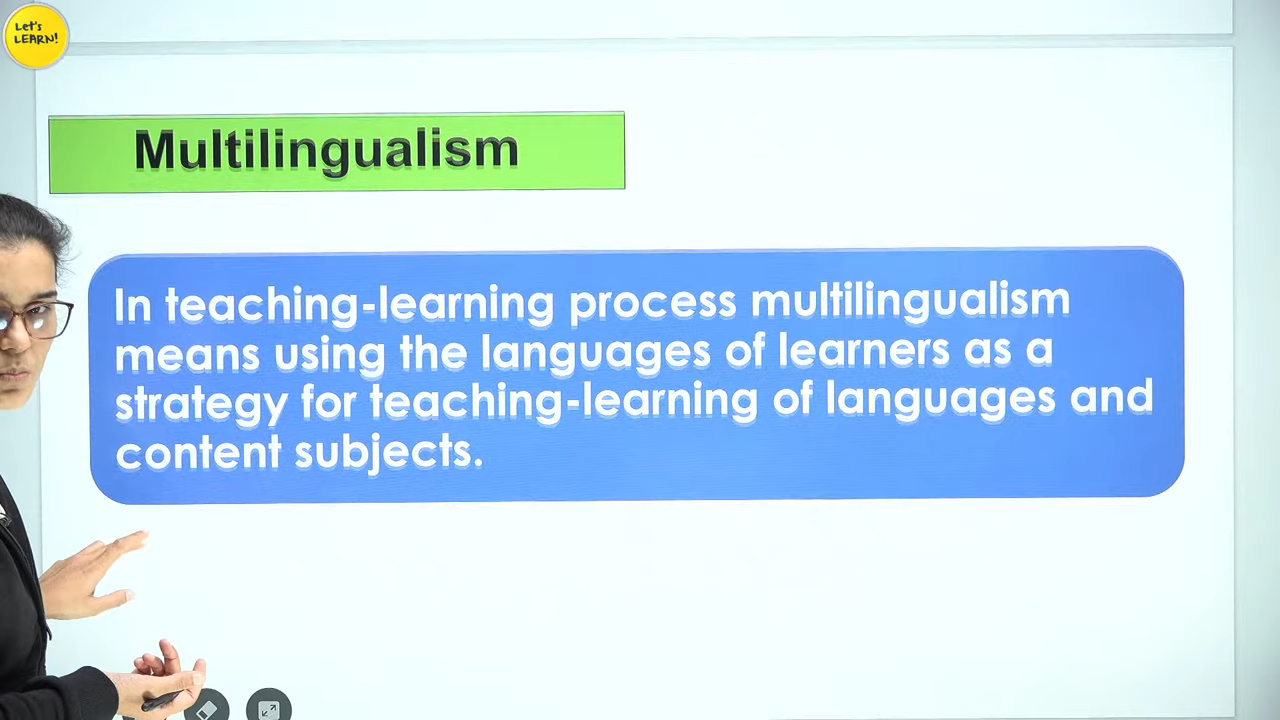 Let's
LEARN!
Multilingualism
In teaching-learning process multilingualism
means using the languages of learners as a
strategy for teaching-learning of languages and
content subjects.